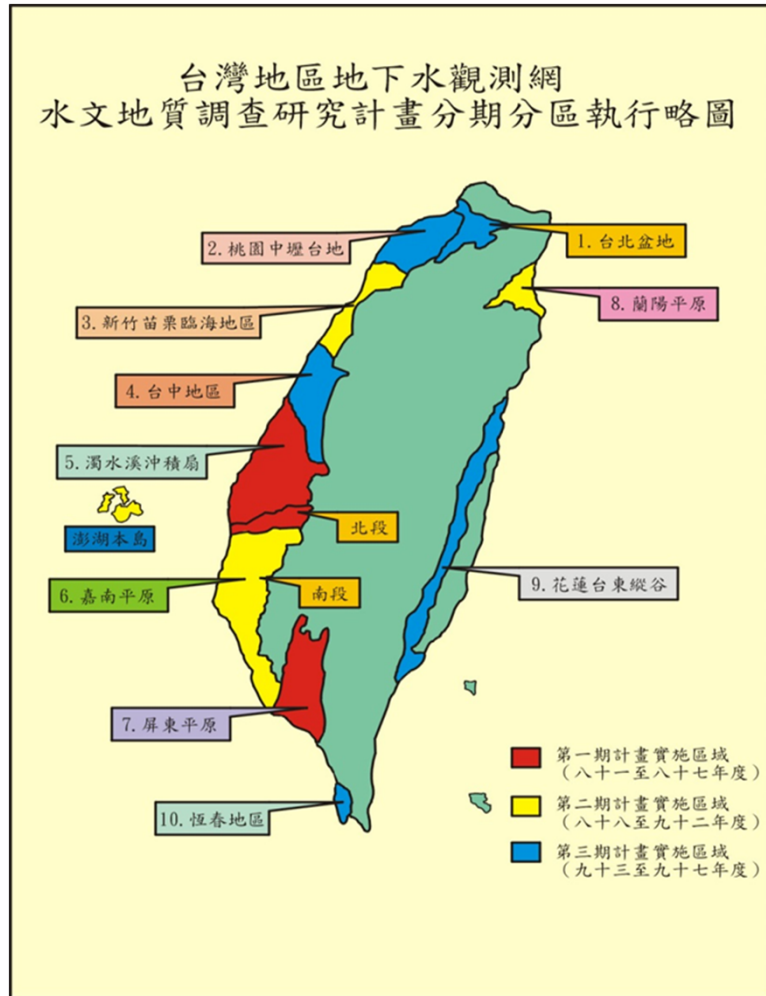 台灣地區地下水觀測網
水文地質調查研究計畫分期分區執行略圖
1.台北盆地
2.桃園中壢台地
8.蘭陽平原
3.新竹苗栗臨海地區
4.台中地區
5.濁水溪沖積扇
北段
澎湖本島
9.花蓮台東縱谷
6.嘉南平原
南段
7.屏東平原
第一期計畫實施區域
(八十一至八十七年度)
第二期計畫實施區域
(八十八至九十二年度)
10.恆春地區
第三期計畫實施區域
(九十三至九十七年度)